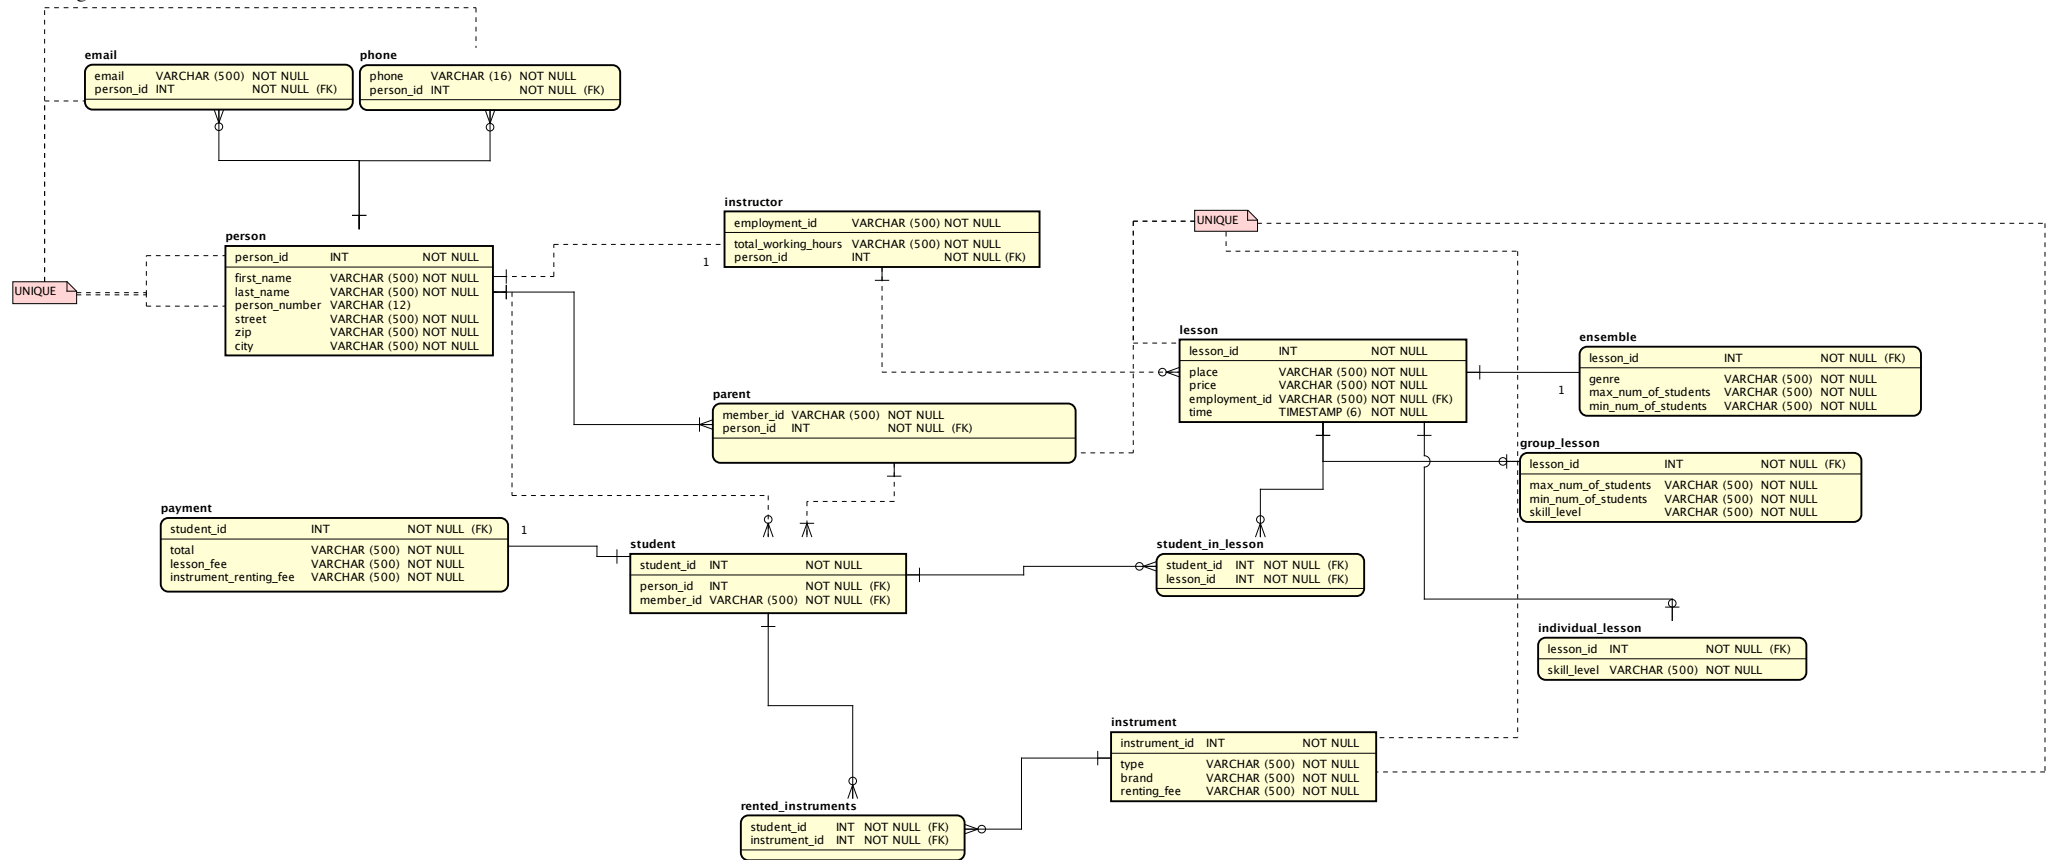 email
email VARCHAR (500) NOT NULL
person_id INT NOT NULL (FK)
phone
phone VARCHAR (16) NOT NULL
person_id INT NOT NULL (FK)
instructor
employment_id VARCHAR (500) NOT NULL
total_working_hours VARCHAR (500) NOT NULL
person_id INT NOT NULL (FK)
1
UNIQUE
person
person_id INT NOT NULL
first_name VARCHAR (500) NOT NULL
last_name VARCHAR (500) NOT NULL
person_number VARCHAR (12)
street VARCHAR (500) NOT NULL
zip VARCHAR (500) NOT NULL
city VARCHAR (500) NOT NULL
UNIQUE
lesson
lesson_id INT NOT NULL
place VARCHAR (500) NOT NULL
price VARCHAR (500) NOT NULL
employment_id VARCHAR (500) NOT NULL (FK)
time TIMESTAMP (6) NOT NULL
ensemble
lesson_id INT NOT NULL (FK)
genre VARCHAR (500) NOT NULL
max_num_of_students VARCHAR (500) NOT NULL
min_num_of_students VARCHAR (500) NOT NULL
1
parent
member_id VARCHAR (500) NOT NULL
person_id INT NOT NULL (FK)
group_lesson
lesson_id INT NOT NULL (FK)
max_num_of_students VARCHAR (500) NOT NULL
min_num_of_students VARCHAR (500) NOT NULL
skill_level VARCHAR (500) NOT NULL
payment
student_id INT NOT NULL (FK)
total VARCHAR (500) NOT NULL
lesson_fee VARCHAR (500) NOT NULL
instrument_renting_fee VARCHAR (500) NOT NULL
1
student
student_id INT NOT NULL
person_id INT NOT NULL (FK)
member_id VARCHAR (500) NOT NULL (FK)
student_in_lesson
student_id INT NOT NULL (FK)
lesson_id INT NOT NULL (FK)
individual_lesson
lesson_id INT NOT NULL (FK)
skill_level VARCHAR (500) NOT NULL
instrument
instrument_id INT NOT NULL
type VARCHAR (500) NOT NULL
brand VARCHAR (500) NOT NULL
renting_fee VARCHAR (500) NOT NULL
rented_instruments
student_id INT NOT NULL (FK)
instrument_id INT NOT NULL (FK)